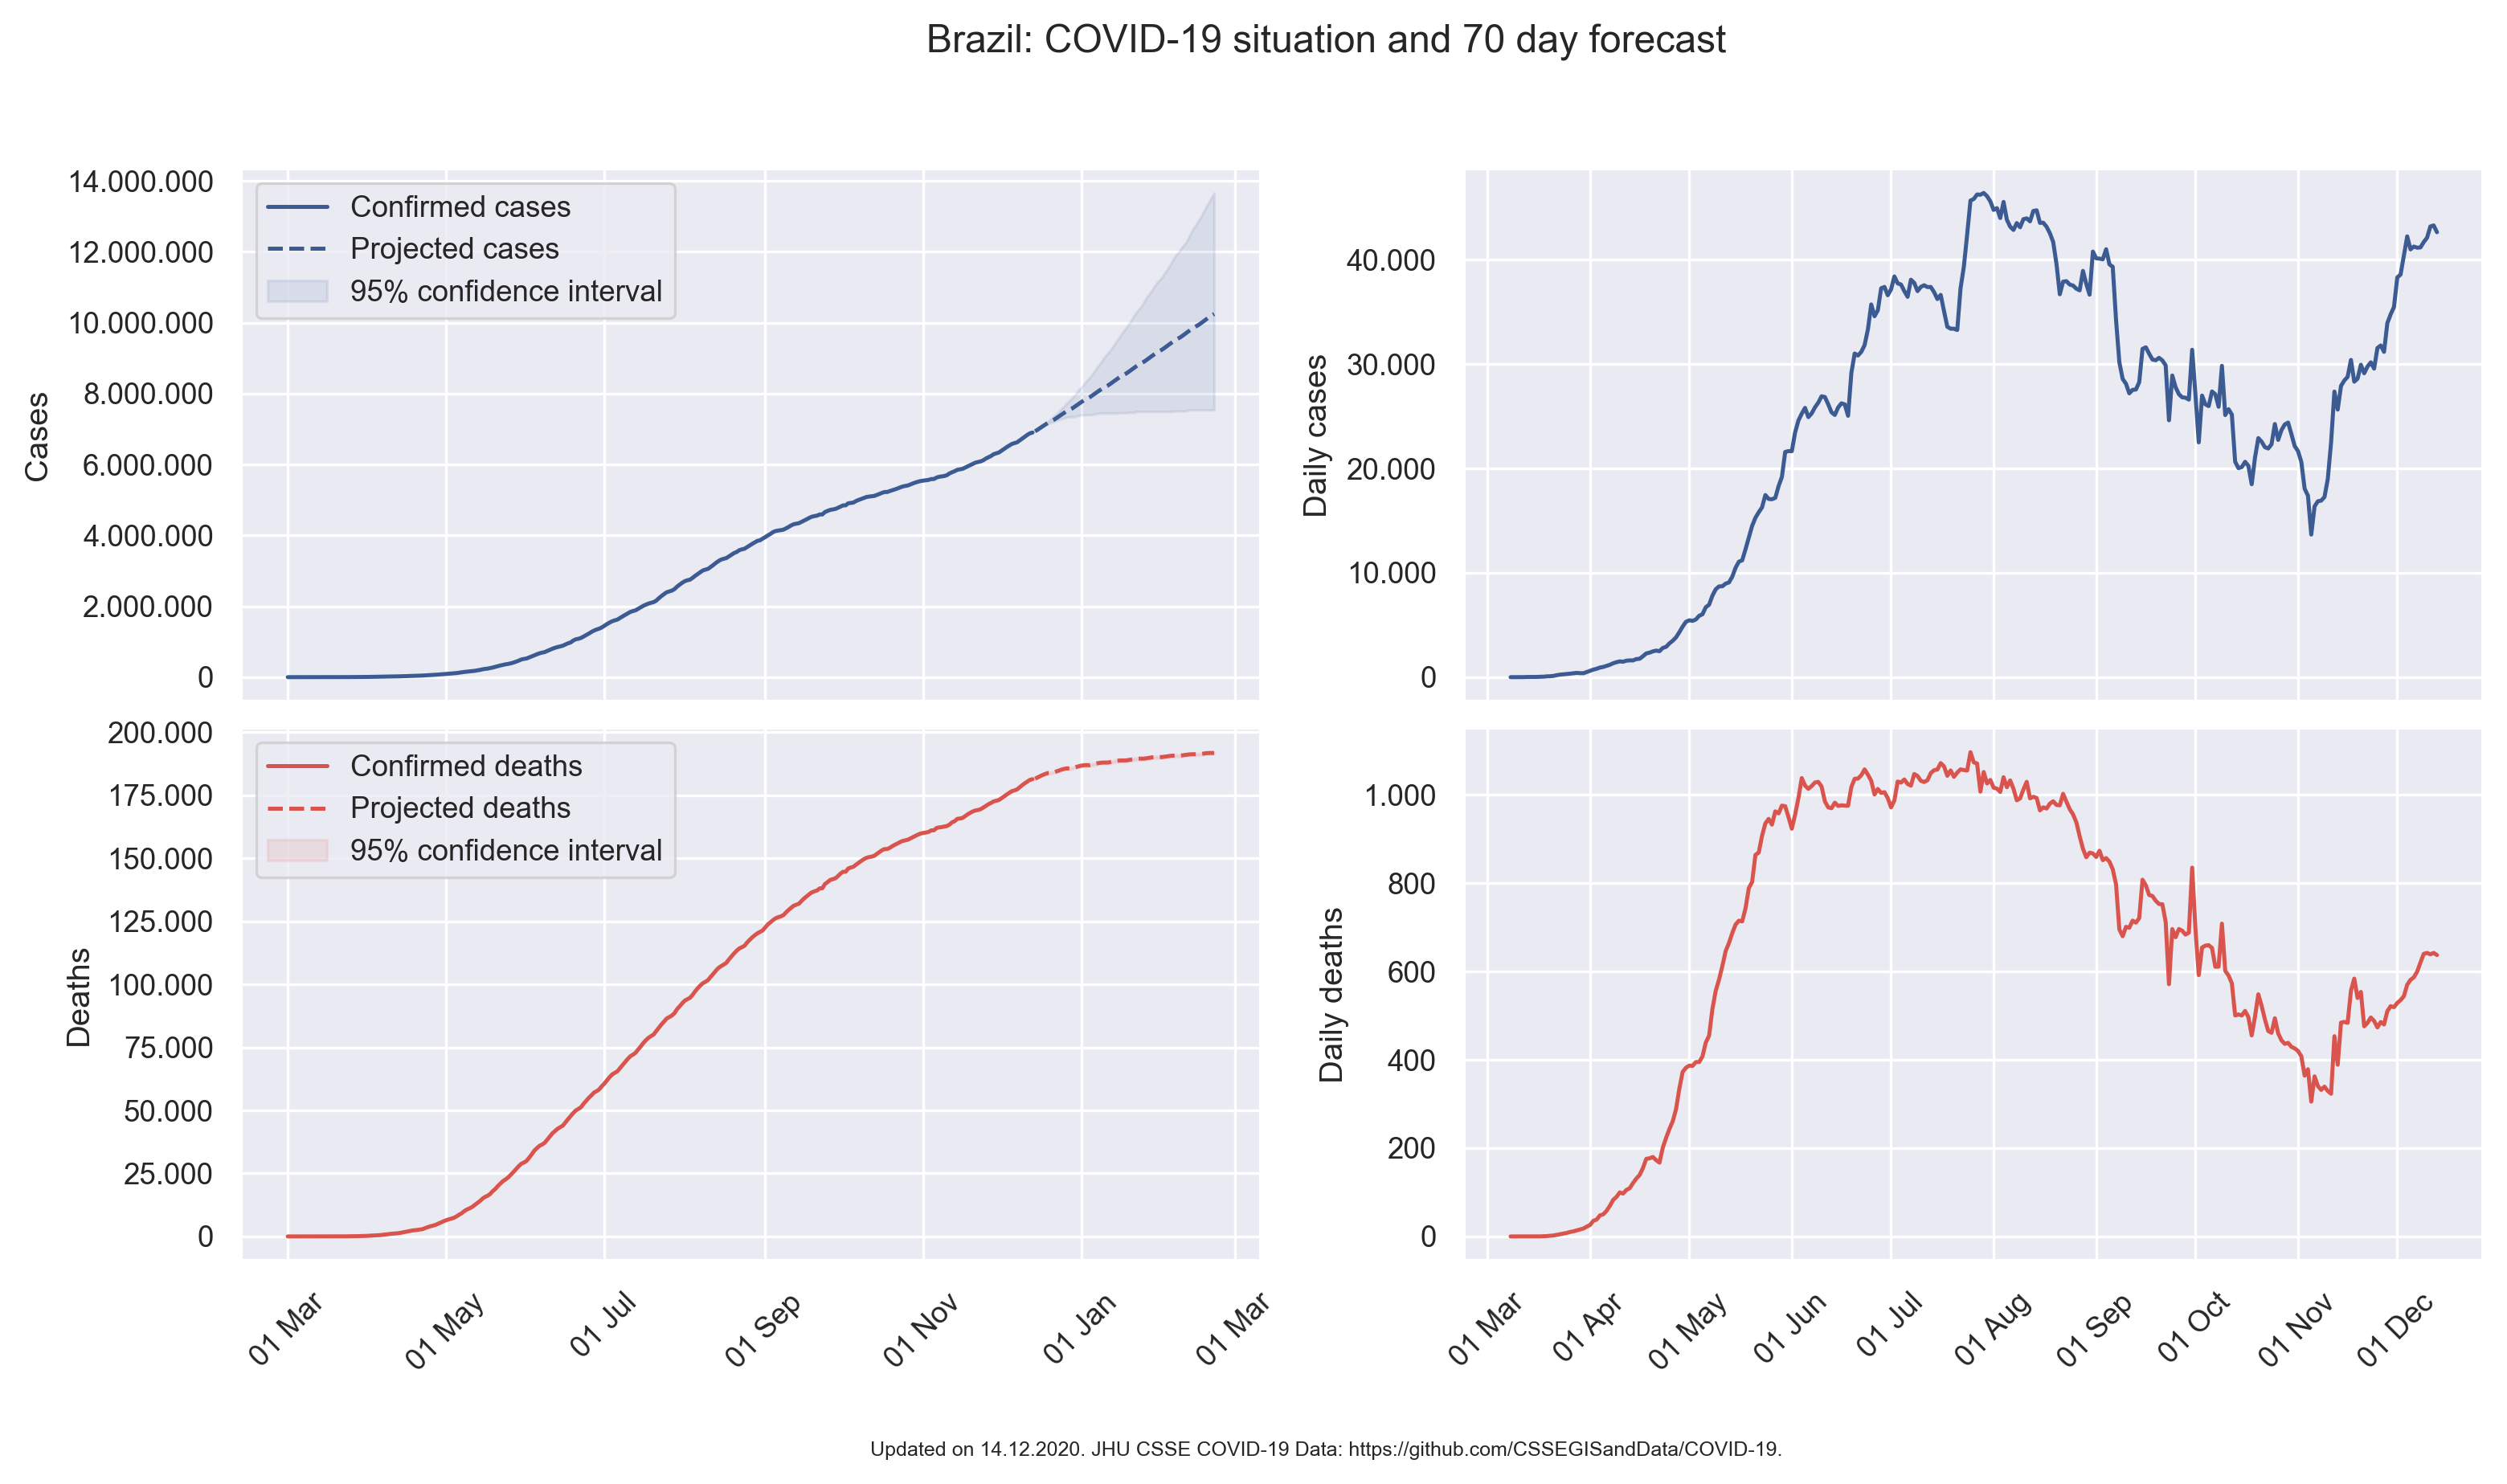 Brazil: COVID-19 situation and 70 day forecast
Cases
14.000.000
12.000.000
10.000.000
8.000.000
6.000.000
4.000.000
2.000.000
0
Confirmed cases
Projected cases
95% confidence interval
Daily cases
40.000
30.000
20.000
10.000
0
Deaths
200.000
175.000
150.000
125.000
100.000
75.000
50.000
25.000
0
Confirmed deaths
Projected deaths
95% confidence interval
01 Mar
01 May
01 Jul
01 Sep
01 Nov
01 Jan
01 Mar
Daily deaths
1.000
800
600
400
200
0
01 Mar
01 Apr
01 May
01 Jun
01 Jul
01 Aug
01 Sep
01 Oct
01 Nov
01 Dec
Updated on 14.12.2020. JHU CSSE COVID-19 Data: https://github.com/CSSEGISandData/COVID-19.